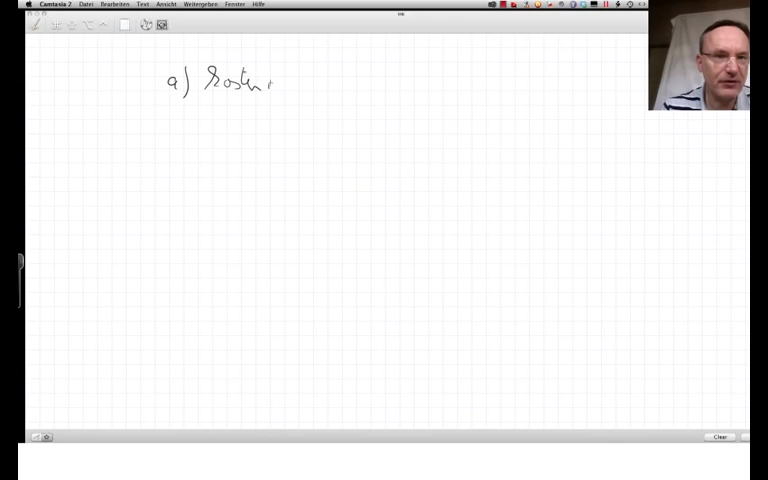 Camtasia 2 Datei Bearbeiten Text Ansicht Weitergeben Fenster Hilfe
a) Kosten
Clear